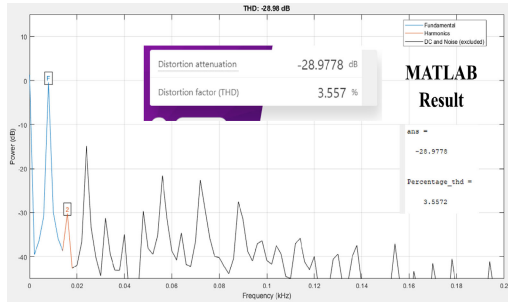 THD: -28.98 dB
Fundamental
Harmonics
DC and Noise (excluded)
Distortion attenuation -28.9778 dB
Distortion factor (THD) 3.557 %
MATLAB
Result
ans =
-28.9778
Percentage_thd =
3.5572
F
2
Power (dB)
10
0
-10
-20
-30
-40
0 0.02 0.04 0.06 0.08 0.1 0.12 0.14 0.16 0.18 0.2
Frequency (kHz)